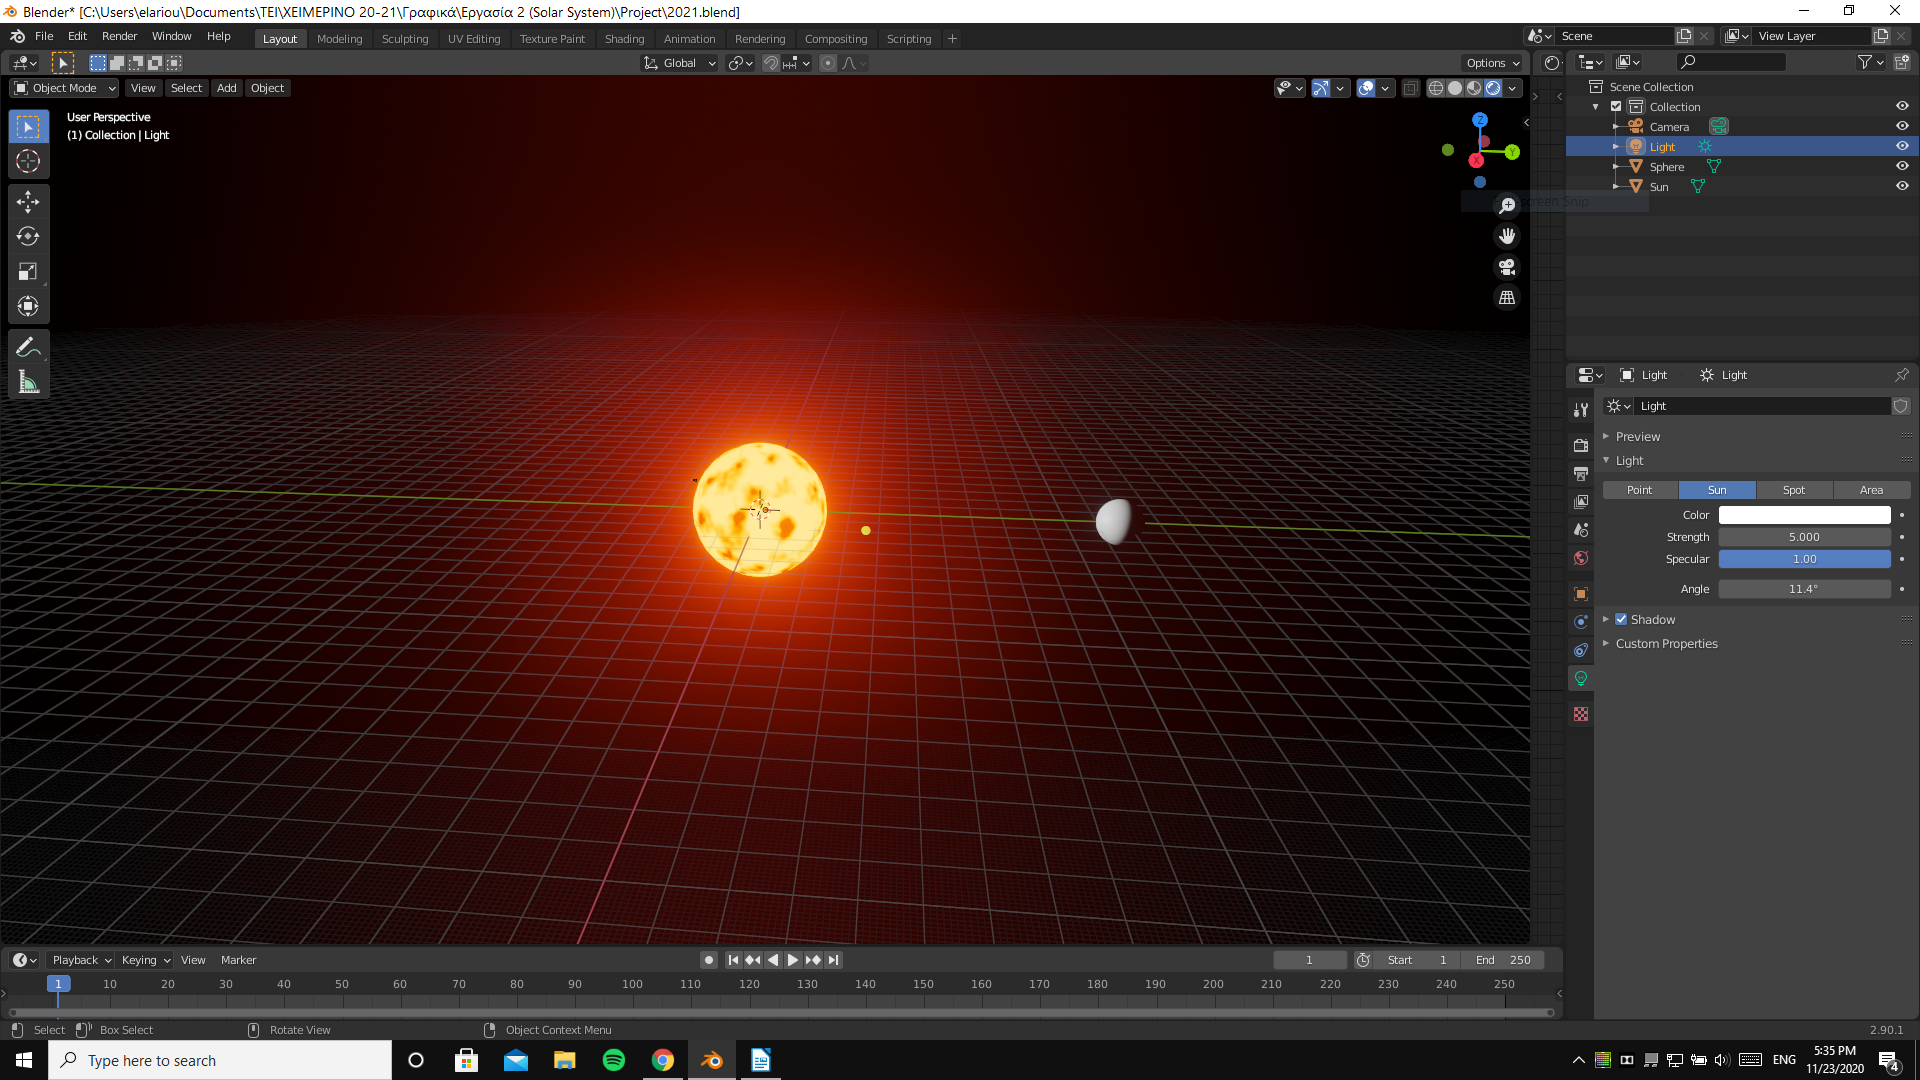 Blender* [C:\Users\elariou\Documents\TEI\ΧΕΙΜΕΡΙΝΟ 20-21\Γραφικά\Εργασία 2 (Solar System)\Project\2021.blend]
File Edit Render Window Help Layout Modeling Sculpting UV Editing Texture Paint Shading Animation Rendering Compositing Scripting + Scene View Layer
Global Options
Object Mode View Select Add Object
User Perspective
(1) Collection | Light
Z
Y
X
Scene Collection
Collection
Camera
Light
Sphere
Sun
Snip
Light Light
Light
Preview
Light
Point Sun Spot Area
Color
Strength 5.000
Specular 1.00
Angle 11.4°
Shadow
Custom Properties
Playback Keying View Marker 1 Start 1 End 250
1 10 20 30 40 50 60 70 80 90 100 110 120 130 140 150 160 170 180 190 200 210 220 230 240 250
Select Box Select Rotate View Object Context Menu 2.90.1
Type here to search ENG 5:35 PM
11/23/2020 4